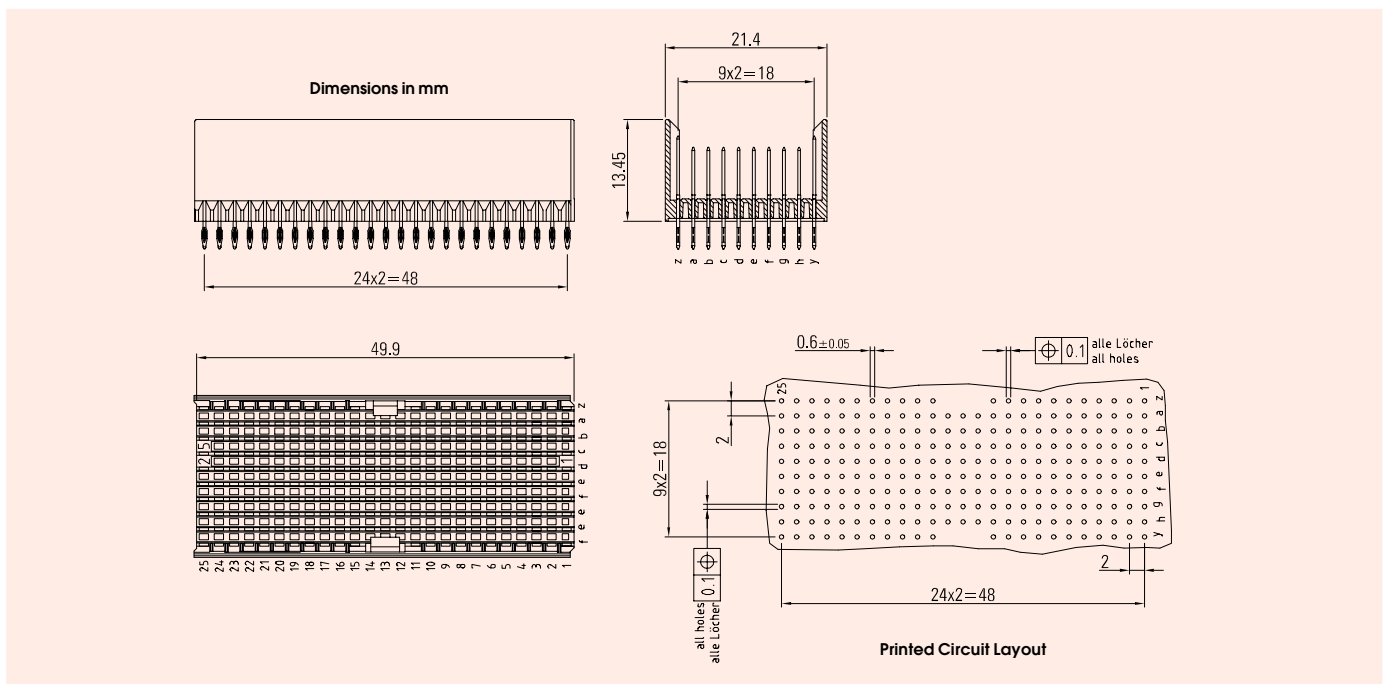 Dimensions in mm
21.4
9x2=18
13.45
z a b c d e f g h y
24x2=48
49.9
z a b c d e f e e f
25
1
25 24 23 22 21 20 19 18 17 16 15 14 13 12 11 10 9 8 7 6 5 4 3 2 1
0.6±0.05
0.1
alle Löcher
all holes
25
1
z a b c d e f g h y
2
9x2=18
0.1
all holes
alle Löcher
2
24x2=48
Printed Circuit Layout